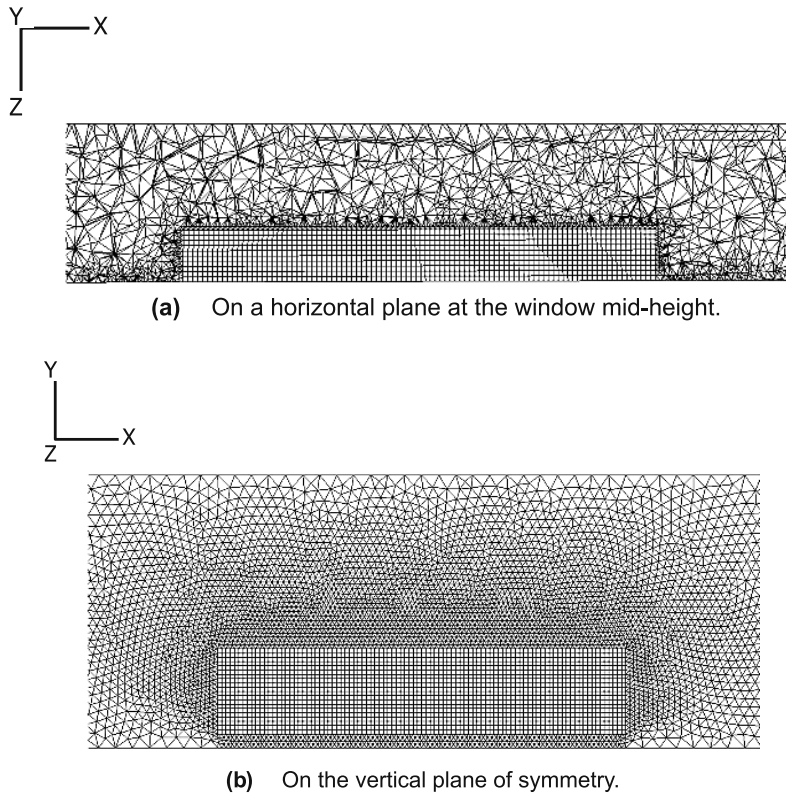 Y
X
Z
(a) On a horizontal plane at the window mid-height.
Y
Z
X
(b) On the vertical plane of symmetry.